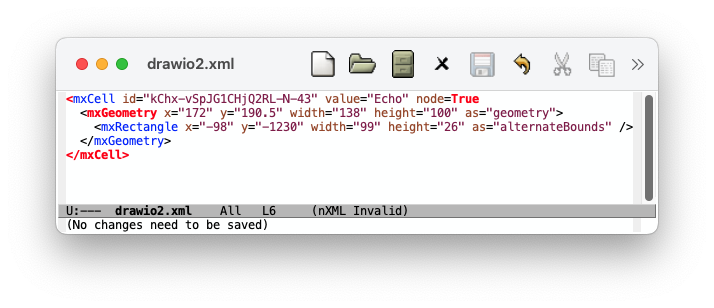 drawio2.xml
<mxCell id="kChx-vSpJG1CHjQ2RL-N-43" value="Echo" node=True
  <mxGeometry x="172" y="190.5" width="138" height="100" as="geometry">
    <mxRectangle x="-98" y="-1230" width="99" height="26" as="alternateBounds" />
  </mxGeometry>
</mxCell>
U:---  drawio2.xml    All   L6     (nXML Invalid)
(No changes need to be saved)